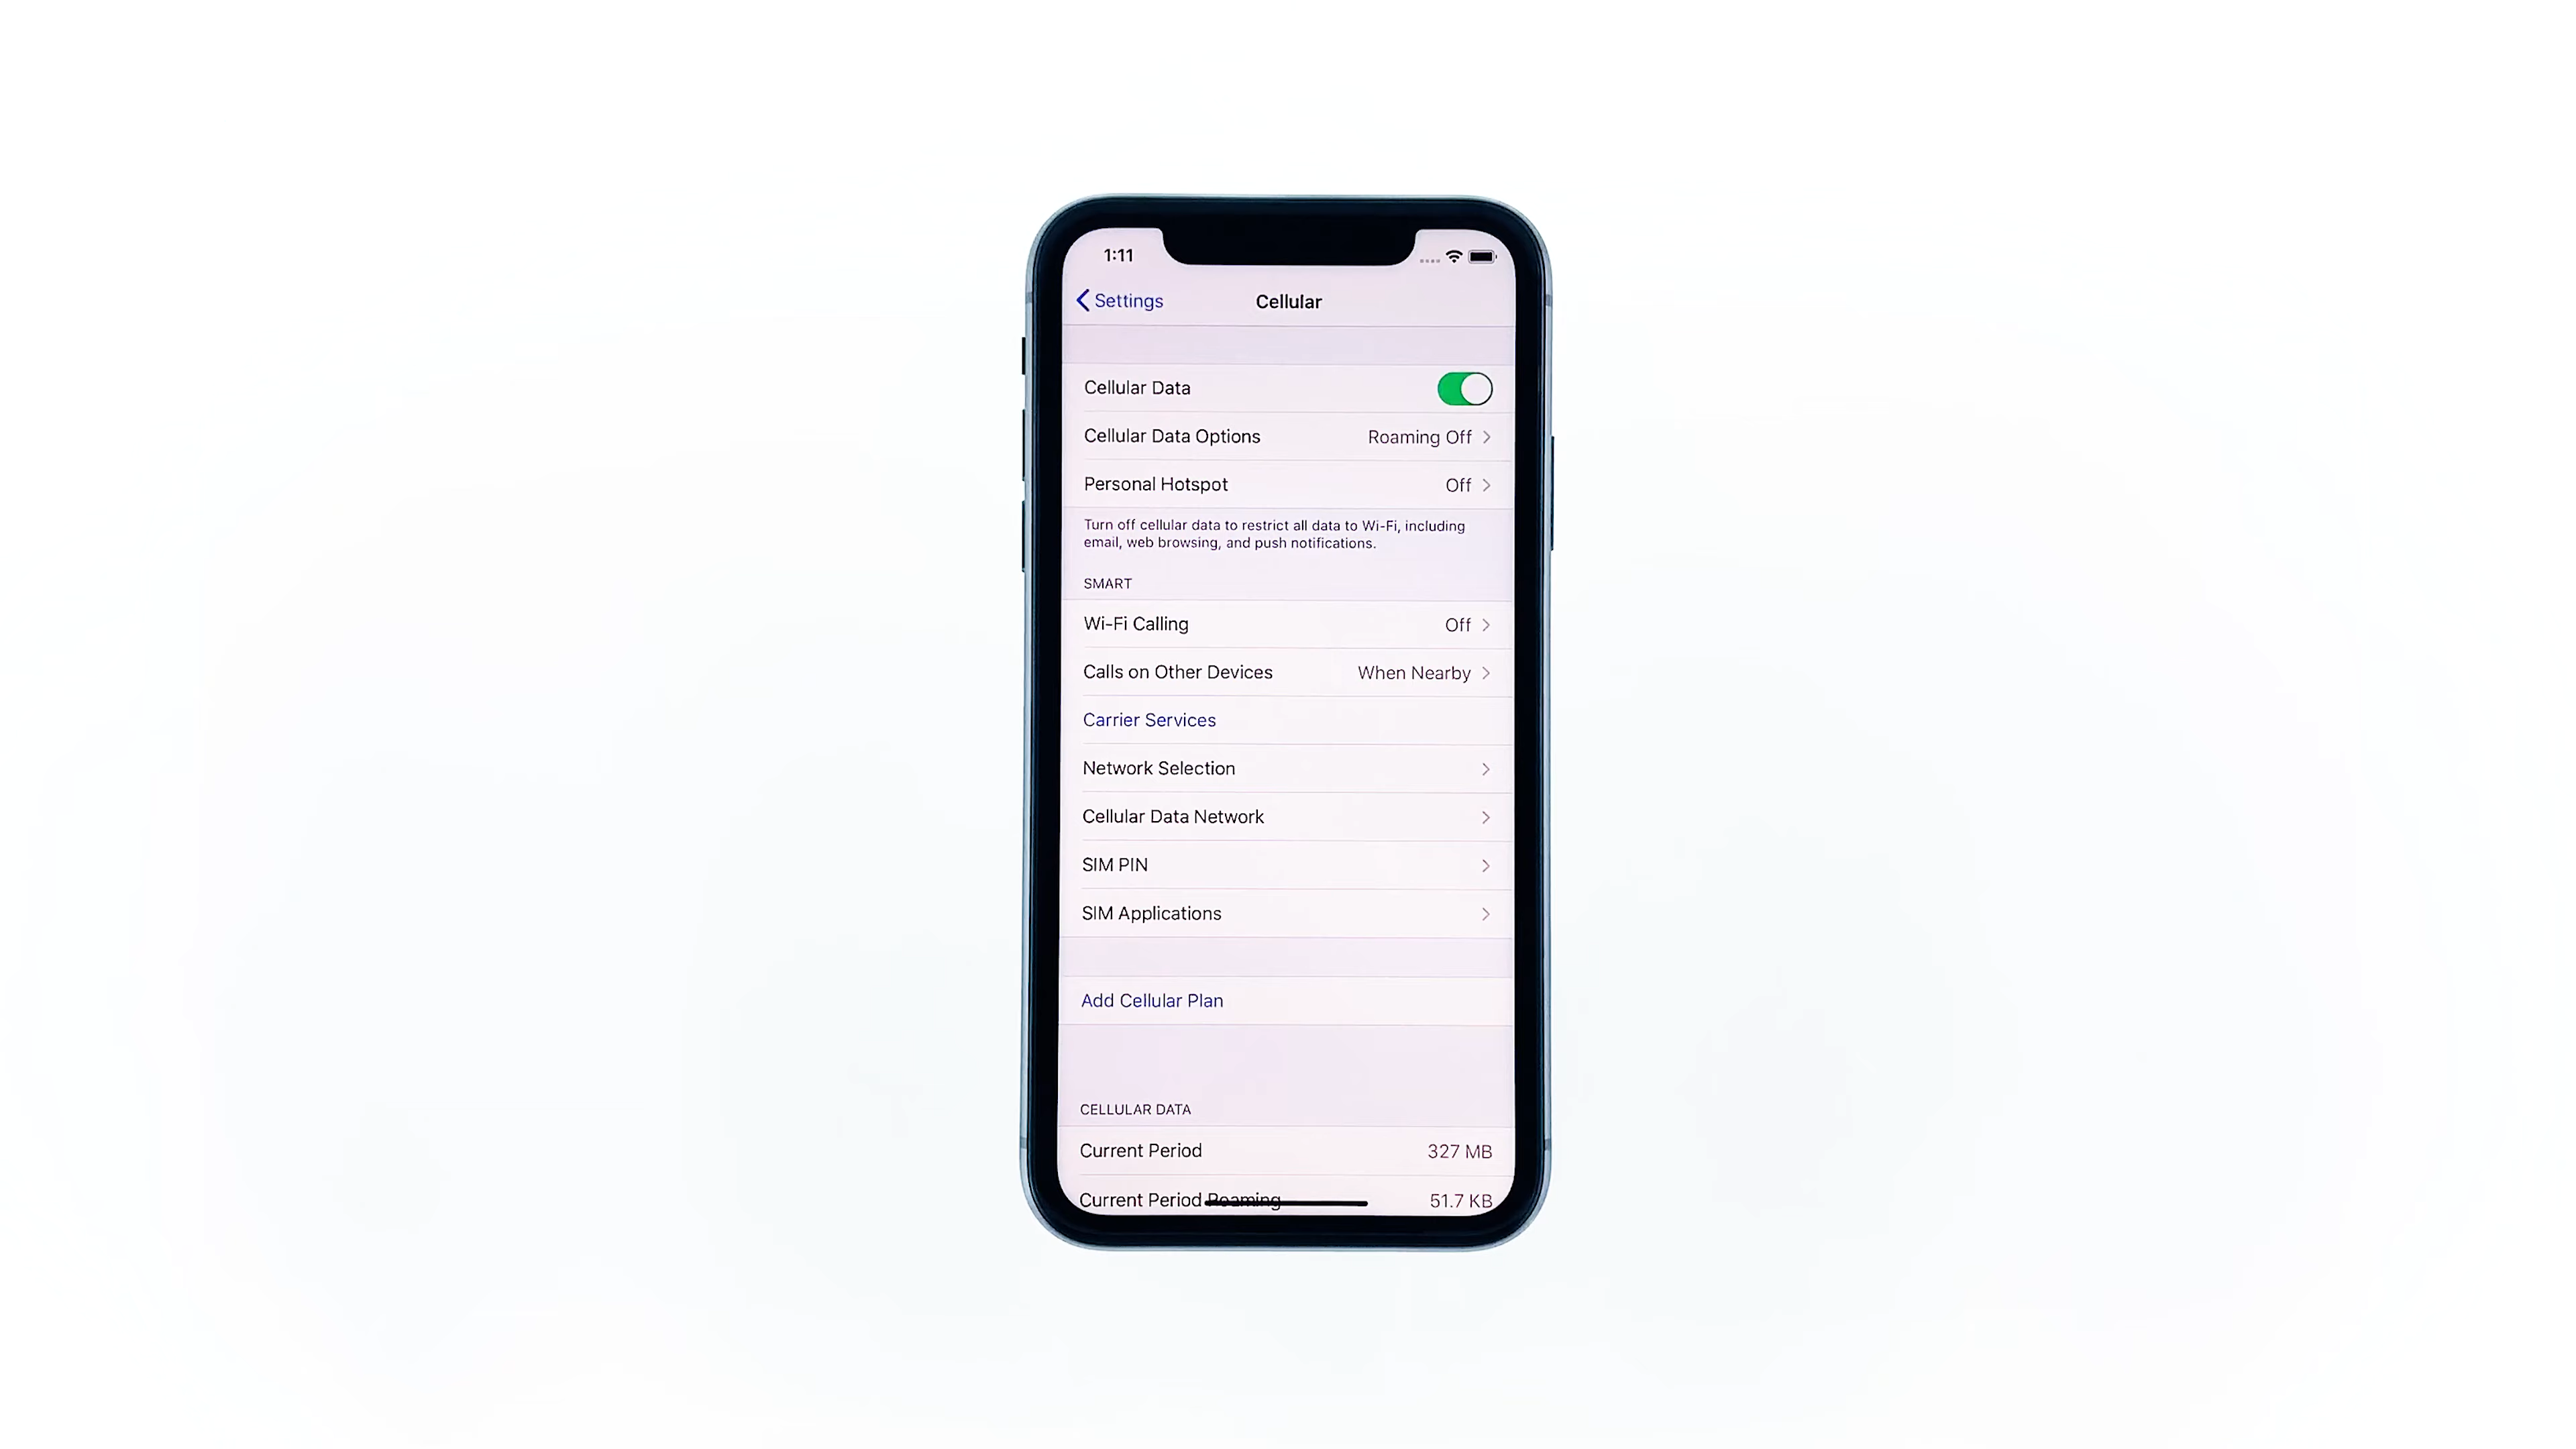 1:11
Settings
Cellular
Cellular Data
Cellular Data Options Roaming Off
Personal Hotspot Off
Turn off cellular data to restrict all data to Wi-Fi, including
email, web browsing, and push notifications.
SMART
Wi-Fi Calling Off
Calls on Other Devices When Nearby
Carrier Services
Network Selection
Cellular Data Network
SIM PIN
SIM Applications
Add Cellular Plan
CELLULAR DATA
Current Period 327 MB
Current Period Roaming 51.7 KB